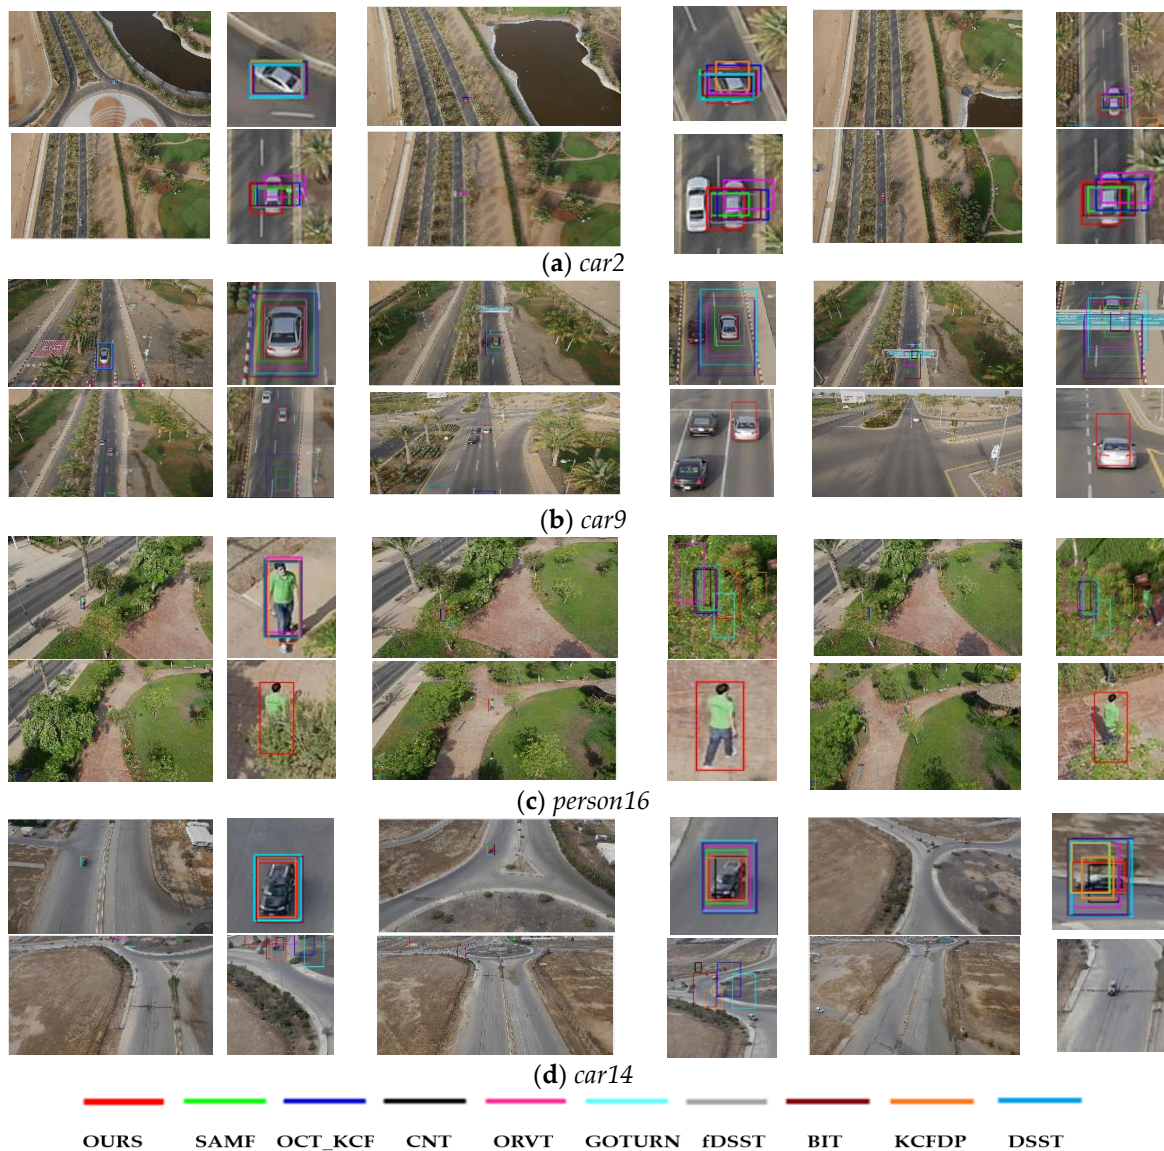 (a) car2
(b) car9
(c) person16
(d) car14
OURS SAMF OCT_KCF CNT ORVT GOTURN fDSST BIT KCFDP DSST